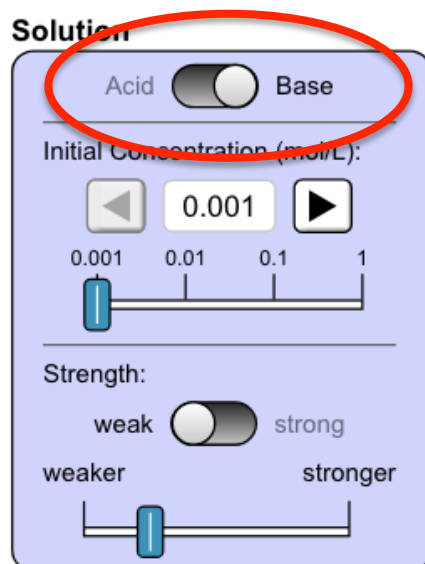 Solution
Acid Base
Initial Concentration (mol/L):
0.001
0.001 0.01 0.1 1
Strength:
weak strong
weaker stronger